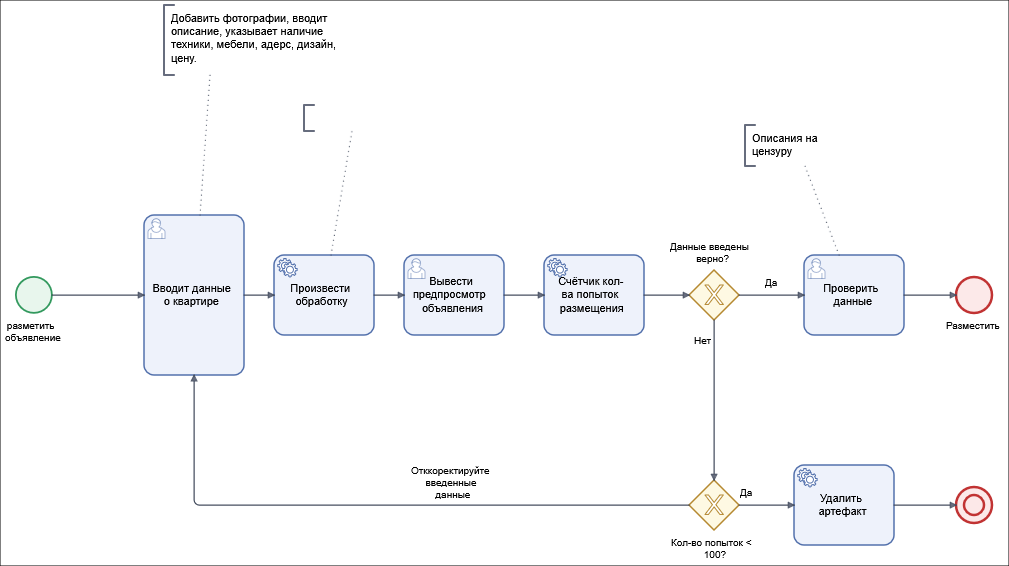 Добавить фотографии, вводит
описание, указывает наличие
техники, мебели, адерс, дизайн,
цену.
Описания на
цензуру
Данные введены
верно?
Вводит данные
о квартире
Произвести
обработку
Вывести
предпросмотр
объявления
Счётчик кол-
ва попыток
размещения
Да
Проверить
данные
разметить
объявление
Разместить
Нет
Откcоректируйте
введенные
данные
Да
Удалить
артефакт
Кол-во попыток <
100?